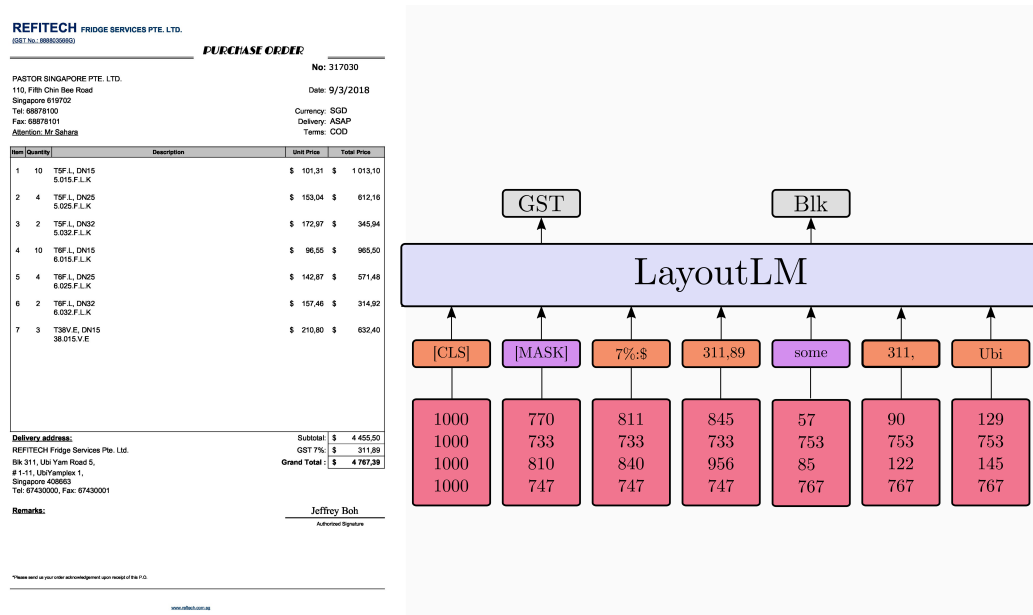 REFITECH FRIDGE SERVICES PTE. LTD.
(GST No.: 888803566G)
PURCHASE ORDER
No: 317030
PASTOR SINGAPORE PTE. LTD.
110, Fifth Chin Bee Road
Date: 9/3/2018
Singapore 619702
Tel: 68878100
Currency: SGD
Fax: 68878101
Delivery: ASAP
Attention: Mr Sahara
Terms: COD
Item Quantity Description Unit Price Total Price
1 10 T5F.L, DN15 $ 101,31 $ 1 013,10
5.015.F.L.K
2 4 T5F.L, DN25 $ 153,04 $ 612,16
5.025.F.L.K
3 2 T5F.L, DN32 $ 172,97 $ 345,94
5.032.F.L.K
4 10 T6F.L, DN15 $ 96,55 $ 965,50
6.015.F.L.K
5 4 T6F.L, DN25 $ 142,87 $ 571,48
6.025.F.L.K
6 2 T6F.L, DN32 $ 157,46 $ 314,92
6.032.F.L.K
7 3 T38V.E, DN15 $ 210,80 $ 632,40
38.015.V.E
Delivery address:
Subtotal: $ 4 455,50
REFITECH Fridge Services Pte. Ltd.
GST 7%: $ 311,89
Blk 311, Ubi Yam Road 5,
Grand Total : $ 4 767,39
# 1-11, UbiYamplex 1,
Singapore 408663
Tel: 67430000, Fax: 67430001
Remarks:
Jeffrey Boh
Authorized Signature
*Please send us your order acknowledgement upon receipt of this P.O.
www.refitech.com.sg
GST Blk
LayoutLM
[CLS] [MASK] 7%:$ 311,89 some 311, Ubi
1000 770 811 845 57 90 129
1000 733 733 733 753 753 753
1000 810 840 956 85 122 145
1000 747 747 747 767 767 767